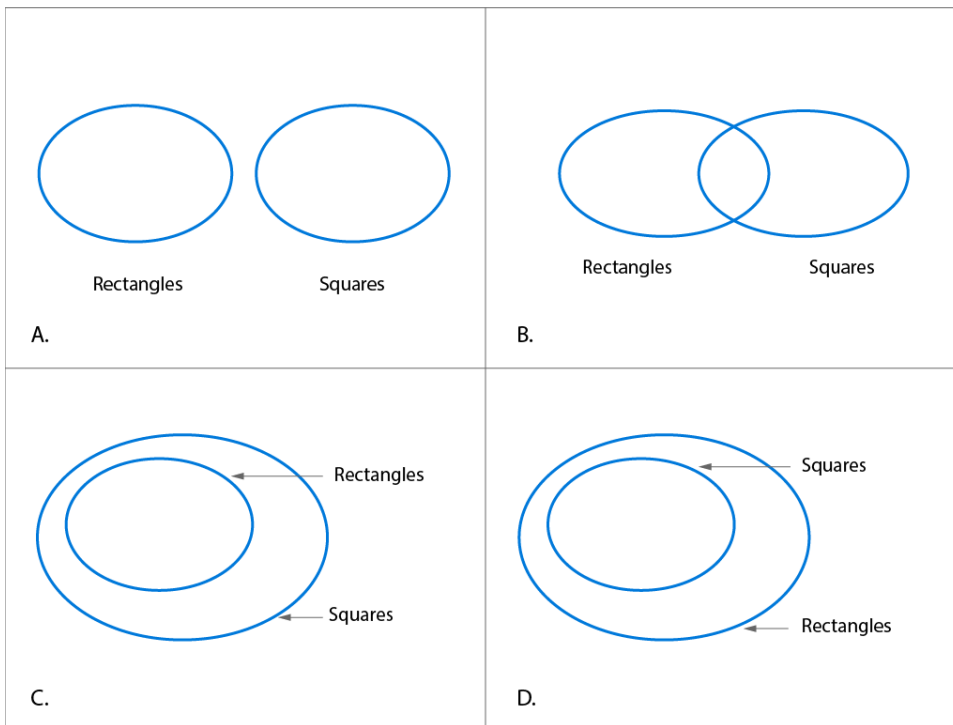 Rectangles
Squares
A.
Rectangles
Squares
B.
Rectangles
Squares
C.
Squares
Rectangles
D.